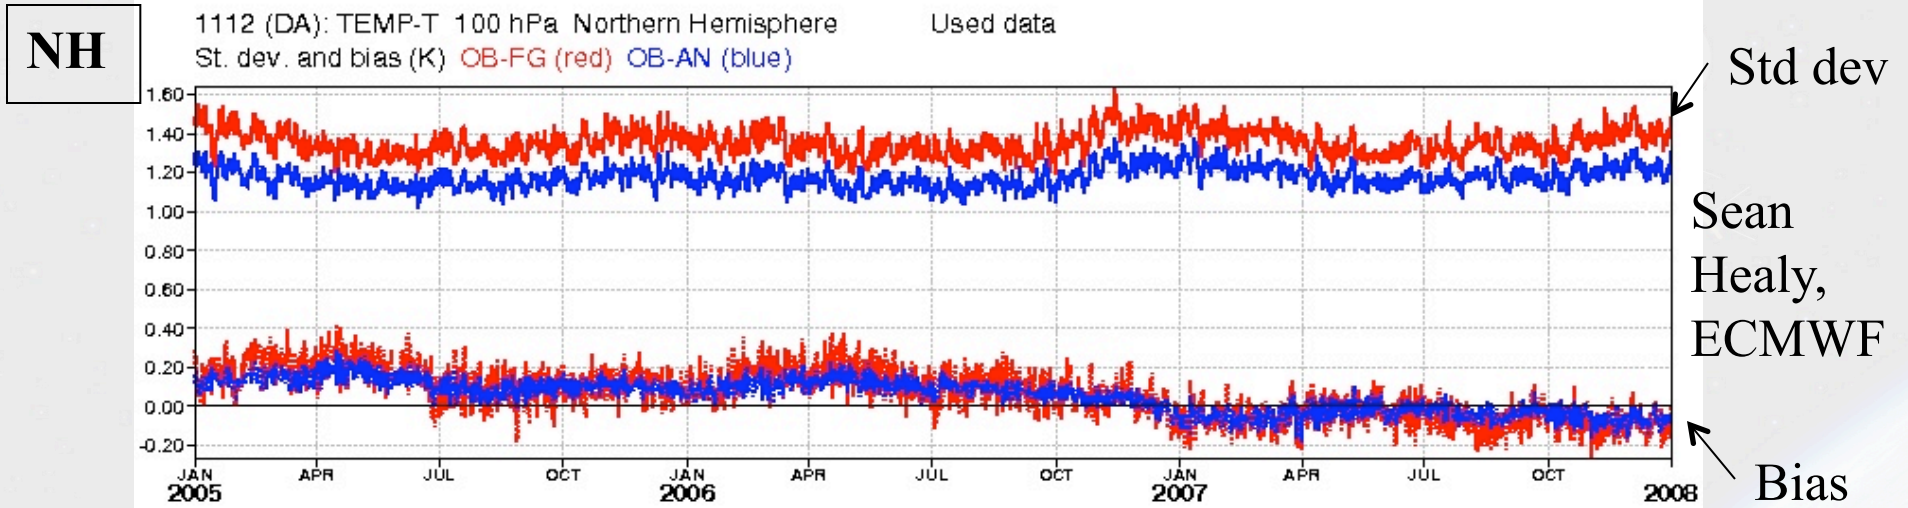 NH
1112 (DA): TEMP-T 100 hPa Northern Hemisphere Used data
St. dev. and bias (K) OB-FG (red) OB-AN (blue)
Std dev
1.60
1.40
1.20
1.00
0.80
0.60
0.40
0.20
0.00
-0.20
Sean
Healy,
ECMWF
JAN APR JUL OCT JAN APR JUL OCT JAN APR JUL OCT
2005 2006 2007 2008
Bias